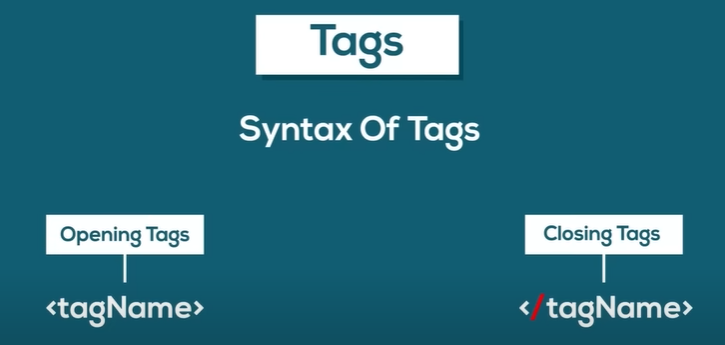 Tags
Syntax Of Tags
Opening Tags
Closing Tags
<tagName>
</tagName>